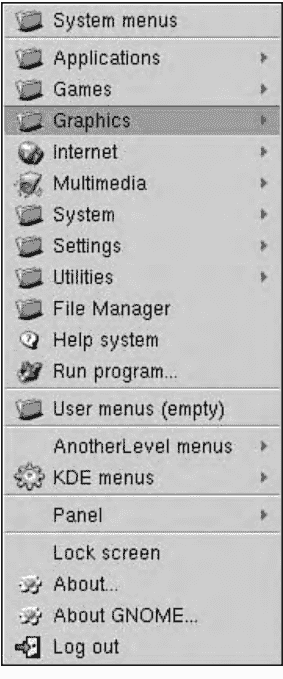 System menus
Applications
Games
Graphics
Internet
Multimedia
System
Settings
Utilities
File Manager
Help system
Run program...
User menus (empty)
AnotherLevel menus
KDE menus
Panel
Lock screen
About...
About GNOME...
Log out